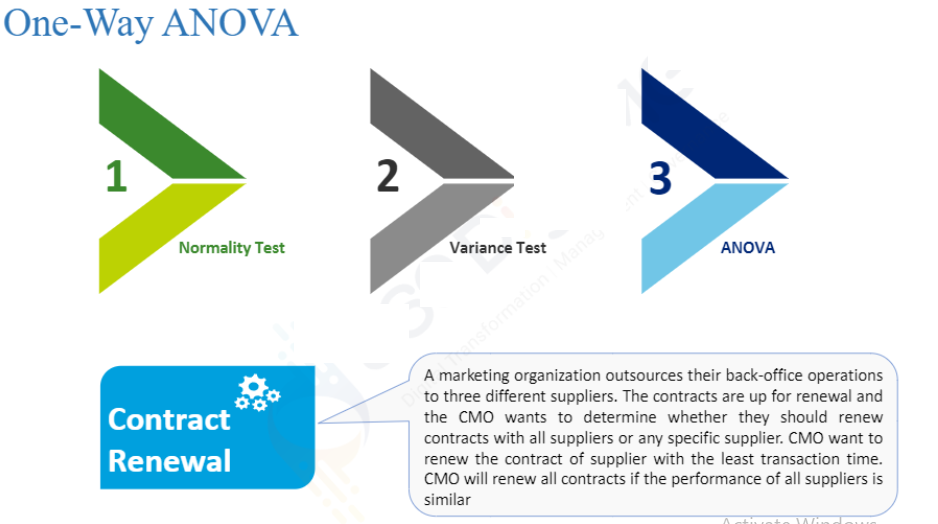 One-Way ANOVA
1
2
3
Normality Test
Variance Test
ANOVA
Contract
Renewal
A marketing organization outsources their back-office operations
to three different suppliers. The contracts are up for renewal and
the CMO wants to determine whether they should renew
contracts with all suppliers or any specific supplier. CMO want to
renew the contract of supplier with the least transaction time.
CMO will renew all contracts if the performance of all suppliers is
similar
Activate Windows